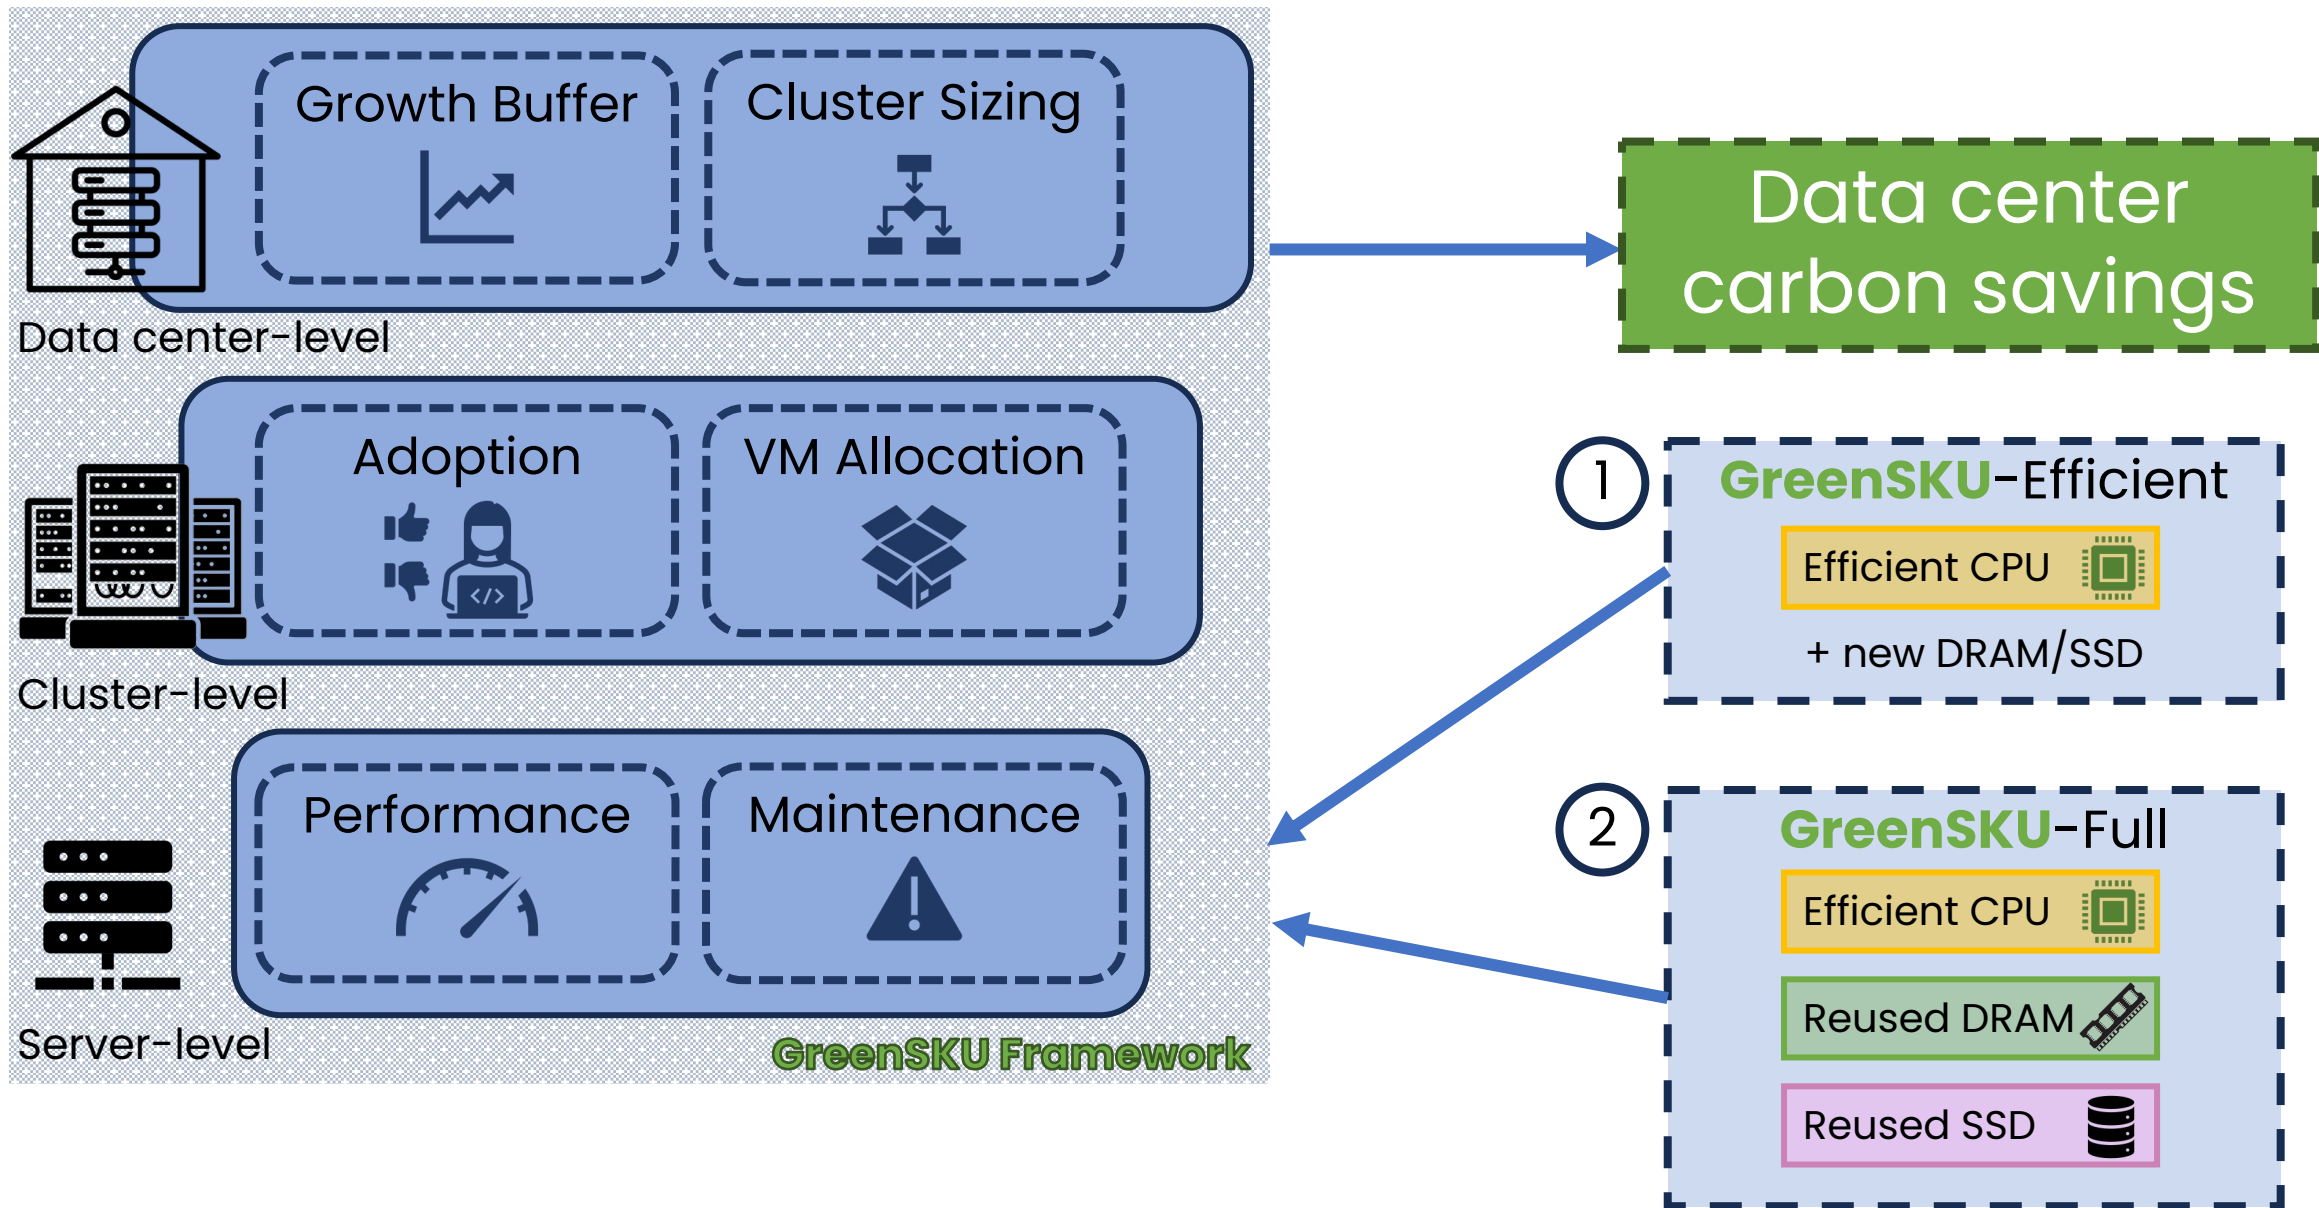 Growth Buffer
Cluster Sizing
Data center-level
Adoption
VM Allocation
</>
Cluster-level
Performance
Maintenance
Server-level
GreenSKU Framework
Data center
carbon savings
1
GreenSKU-Efficient
Efficient CPU
+ new DRAM/SSD
2
GreenSKU-Full
Efficient CPU
Reused DRAM
Reused SSD